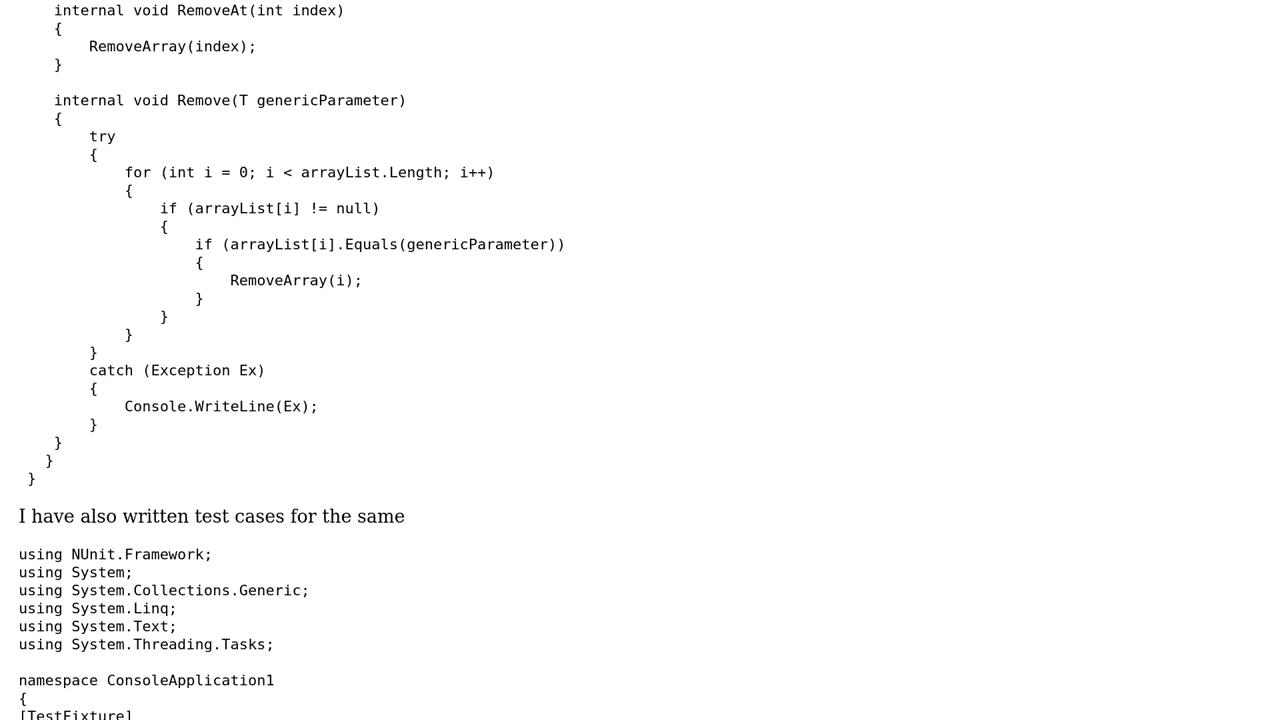 internal void RemoveAt(int index)
{
RemoveArray(index);
}
internal void Remove(T genericParameter)
{
try
{
for (int i = 0; i < arrayList.Length; i++)
{
if (arrayList[i] != null)
{
if (arrayList[i].Equals(genericParameter))
{
RemoveArray(i);
}
}
}
}
catch (Exception Ex)
{
Console.WriteLine(Ex);
}
}
}
}
I have also written test cases for the same
using NUnit.Framework;
using System;
using System.Collections.Generic;
using System.Linq;
using System.Text;
using System.Threading.Tasks;
namespace ConsoleApplication1
{
[TestFixture]